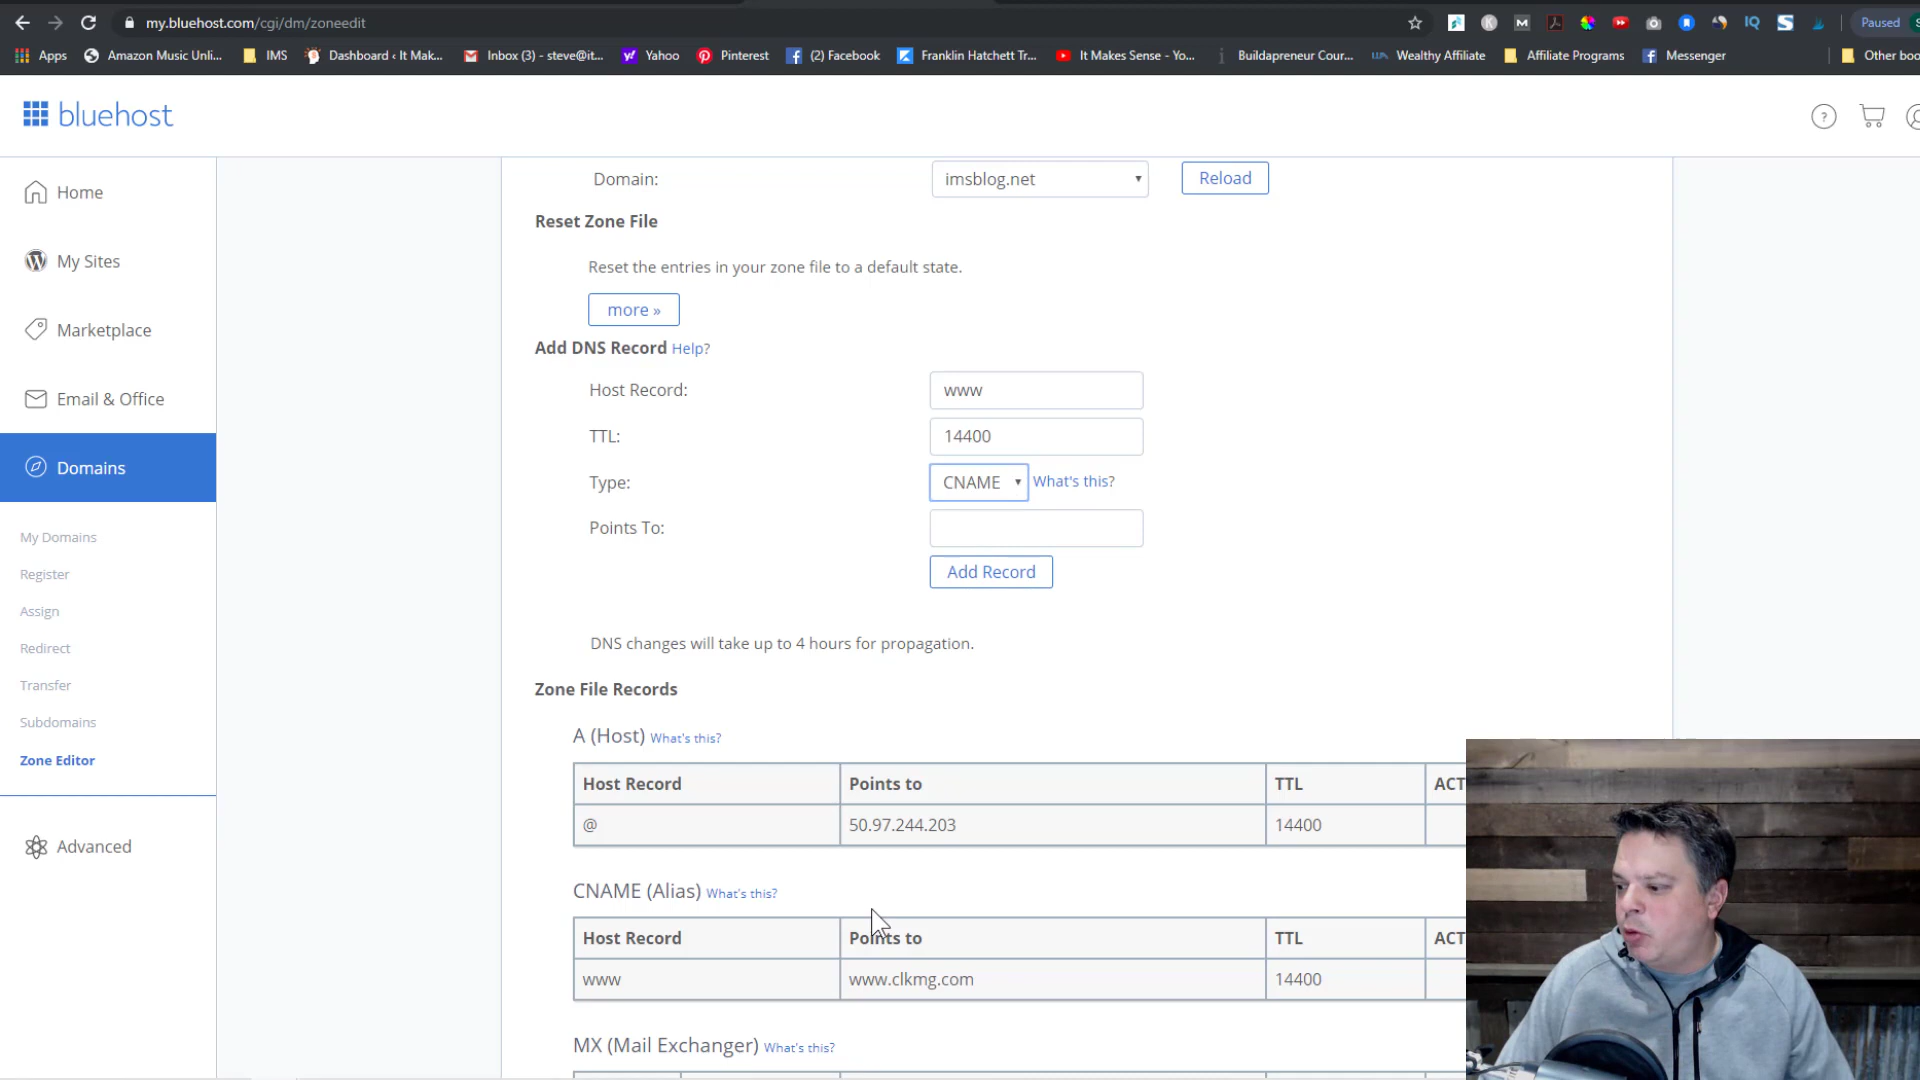 my.bluehost.com/cgi/dm/zoneedit
Paused
Apps
Amazon Music Unli...
IMS
Dashboard ‹ It Mak...
Inbox (3) - steve@it...
Yahoo
Pinterest
(2) Facebook
Franklin Hatchett Tr...
It Makes Sense - Yo...
Buildapreneur Cour...
Wealthy Affiliate
Affiliate Programs
Messenger
Other boo
bluehost
Home
My Sites
Marketplace
Email & Office
Domains
My Domains
Register
Assign
Redirect
Transfer
Subdomains
Zone Editor
Advanced
Domain: imsblog.net Reload
Reset Zone File
Reset the entries in your zone file to a default state.
more »
Add DNS Record Help?
Host Record: www
TTL: 14400
Type: CNAME What's this?
Points To:
Add Record
DNS changes will take up to 4 hours for propagation.
Zone File Records
A (Host) What's this?
Host Record Points to TTL ACT
@ 50.97.244.203 14400
CNAME (Alias) What's this?
Host Record Points to TTL ACT
www www.clkmg.com 14400
MX (Mail Exchanger) What's this?